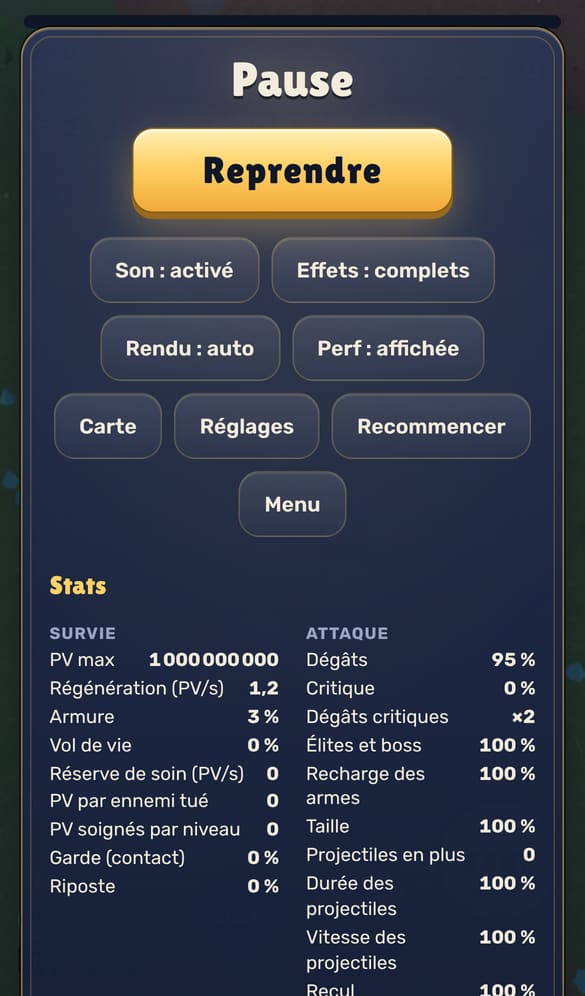 Pause
Reprendre
Son : activé
Effets : complets
Rendu : auto
Perf : affichée
Carte
Réglages
Recommencer
Menu
Stats
SURVIE
PV max 1 000 000 000
Régénération (PV/s) 1,2
Armure 3 %
Vol de vie 0 %
Réserve de soin (PV/s) 0
PV par ennemi tué 0
PV soignés par niveau 0
Garde (contact) 0 %
Riposte 0 %
ATTAQUE
Dégâts 95 %
Critique 0 %
Dégâts critiques ×2
Élites et boss 100 %
Recharge des 100 %
armes
Taille 100 %
Projectiles en plus 0
Durée des 100 %
projectiles
Vitesse des 100 %
projectiles
Recul 100 %